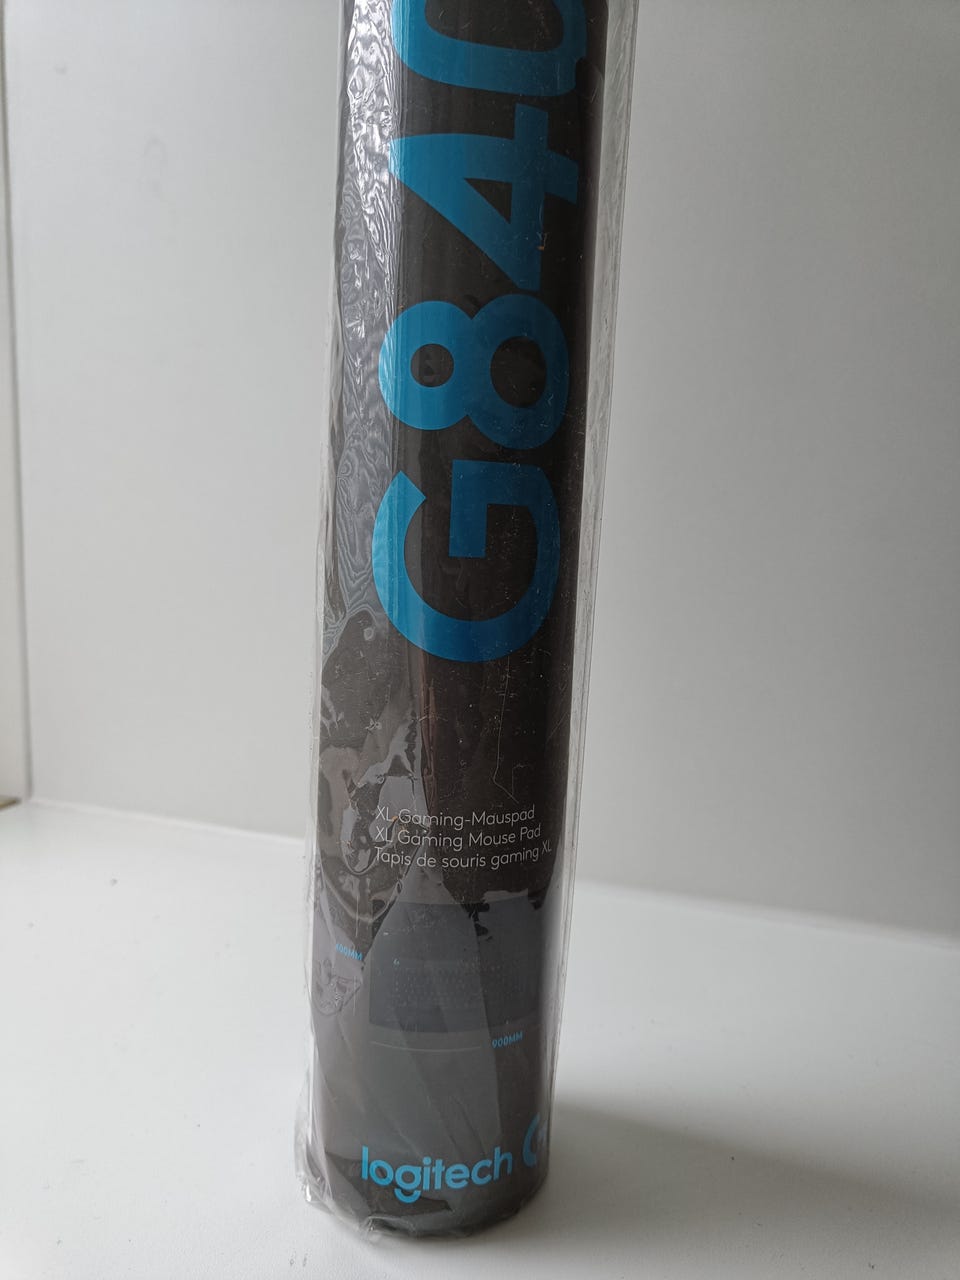 G840
XL Gaming-Mauspad
XL Gaming Mouse Pad
Tapis de souris gaming XL
400MM
900MM
logitech G